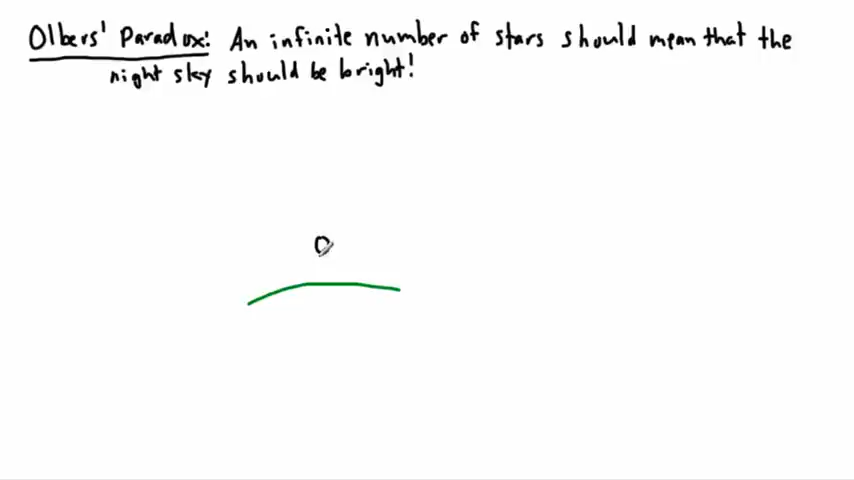 Olbers' Paradox: An infinite number of stars should mean that the
night sky should be bright!